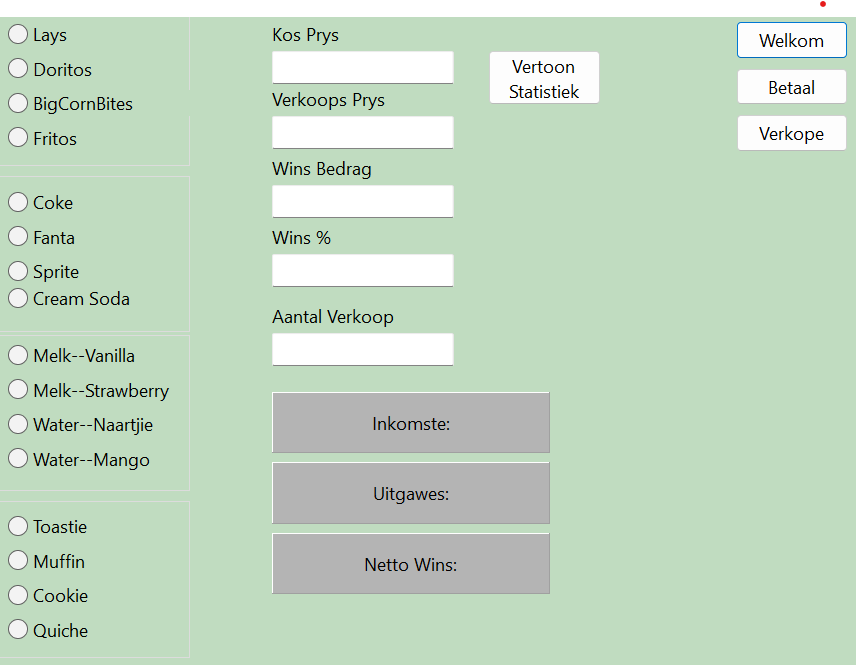 Lays
Doritos
BigCornBites
Fritos
Coke
Fanta
Sprite
Cream Soda
Melk--Vanilla
Melk--Strawberry
Water--Naartjie
Water--Mango
Toastie
Muffin
Cookie
Quiche
Kos Prys
Verkoops Prys
Wins Bedrag
Wins %
Aantal Verkoop
Inkomste:
Uitgawes:
Netto Wins:
Vertoon
Statistiek
Welkom
Betaal
Verkope